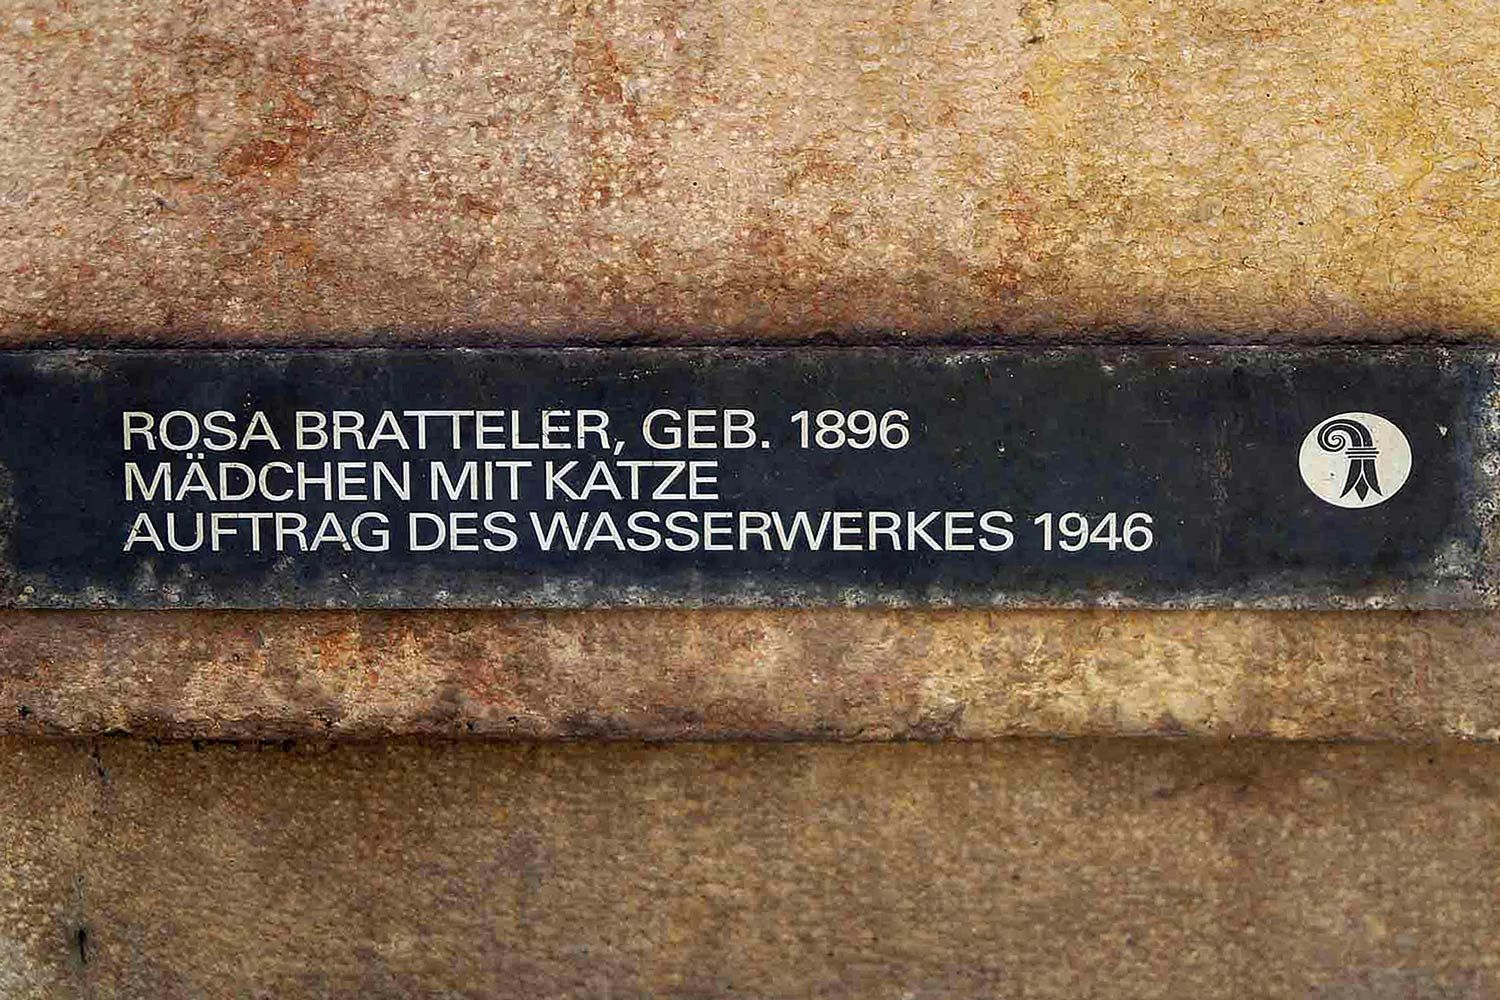 ROSA BRATTELER, GEB. 1896
MÄDCHEN MIT KATZE
AUFTRAG DES WASSERWERKES 1946